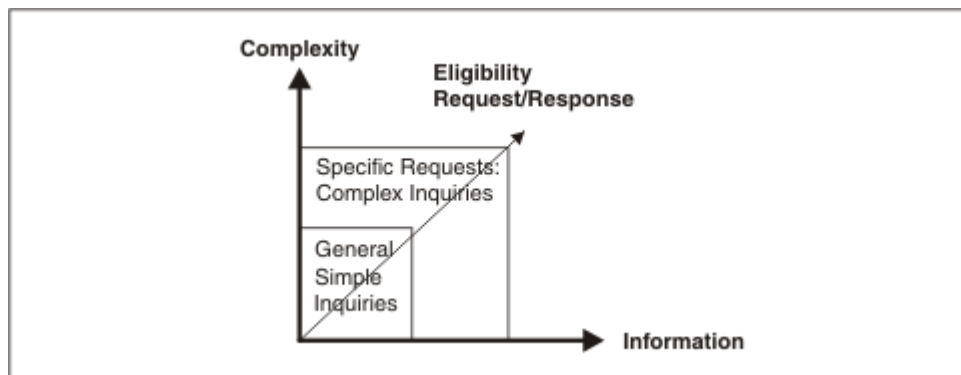 Complexity
Eligibility
Request/Response
Specific Requests:
Complex Inquiries
General
Simple
Inquiries
Information